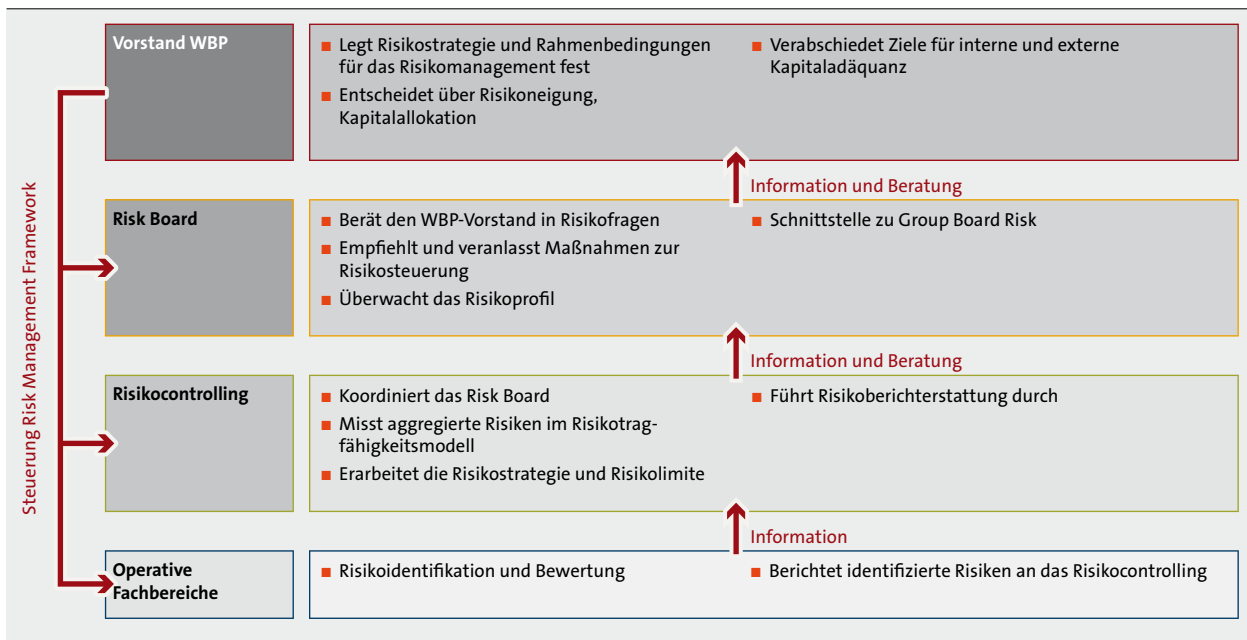 Vorstand WBP
■ Legt Risikostrategie und Rahmenbedingungen
für das Risikomanagement fest
■ Entscheidet über Risikoneigung,
Kapitalallokation
■ Verabschiedet Ziele für interne und externe
Kapitaladäquanz
Information und Beratung
Risk Board
■ Berät den WBP-Vorstand in Risikofragen
■ Empfiehlt und veranlasst Maßnahmen zur
Risikosteuerung
■ Überwacht das Risikoprofil
■ Schnittstelle zu Group Board Risk
Information und Beratung
Risikocontrolling
■ Koordiniert das Risk Board
■ Misst aggregierte Risiken im Risikotrag-
fähigkeitsmodell
■ Erarbeitet die Risikostrategie und Risikolimite
■ Führt Risikoberichterstattung durch
Information
Operative
Fachbereiche
■ Risikoidentifikation und Bewertung
■ Berichtet identifizierte Risiken an das Risikocontrolling
Steuerung Risk Management Framework